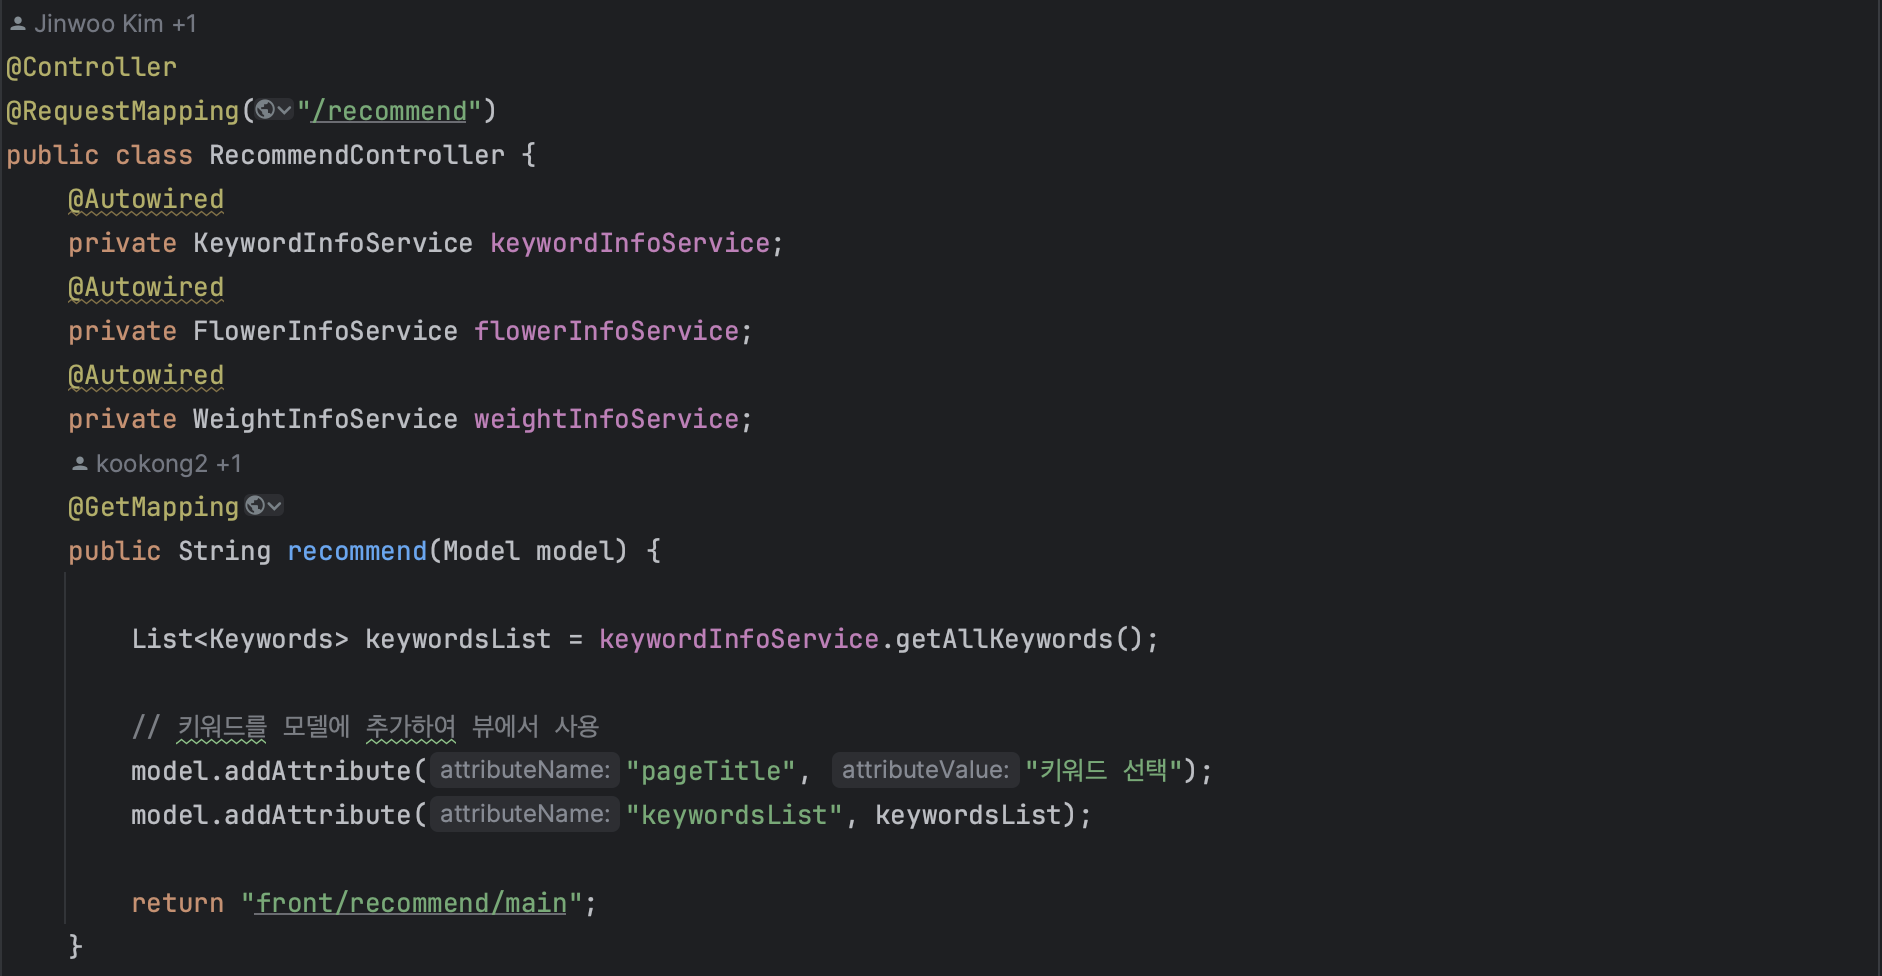 Jinwoo Kim +1
@Controller
@RequestMapping("/recommend")
public class RecommendController {
@Autowired
private KeywordInfoService keywordInfoService;
@Autowired
private FlowerInfoService flowerInfoService;
@Autowired
private WeightInfoService weightInfoService;
kookong2 +1
@GetMapping
public String recommend(Model model) {
List<Keywords> keywordsList = keywordInfoService.getAllKeywords();
// 키워드를 모델에 추가하여 뷰에서 사용
model.addAttribute( attributeName: "pageTitle", attributeValue: "키워드 선택");
model.addAttribute( attributeName: "keywordsList", keywordsList);
return "front/recommend/main";
}